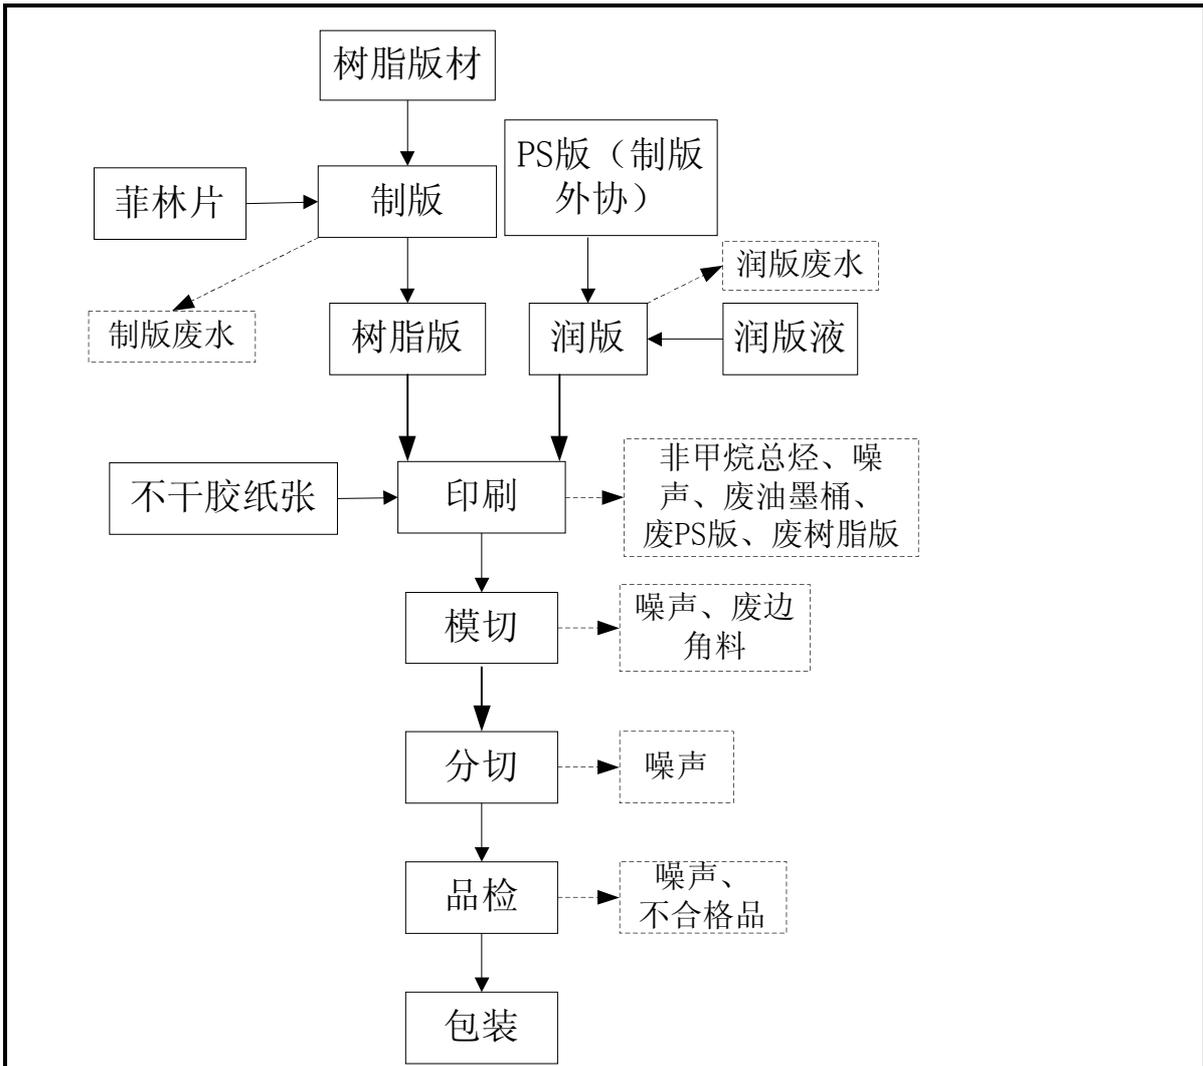 树脂版材
PS版（制版
外协）
菲林片
制版
润版废水
制版废水
树脂版
润版
润版液
非甲烷总烃、噪
声、废油墨桶、
废PS版、废树脂版
不干胶纸张
印刷
模切
噪声、废边
角料
分切
噪声
品检
噪声、
不合格品
包装